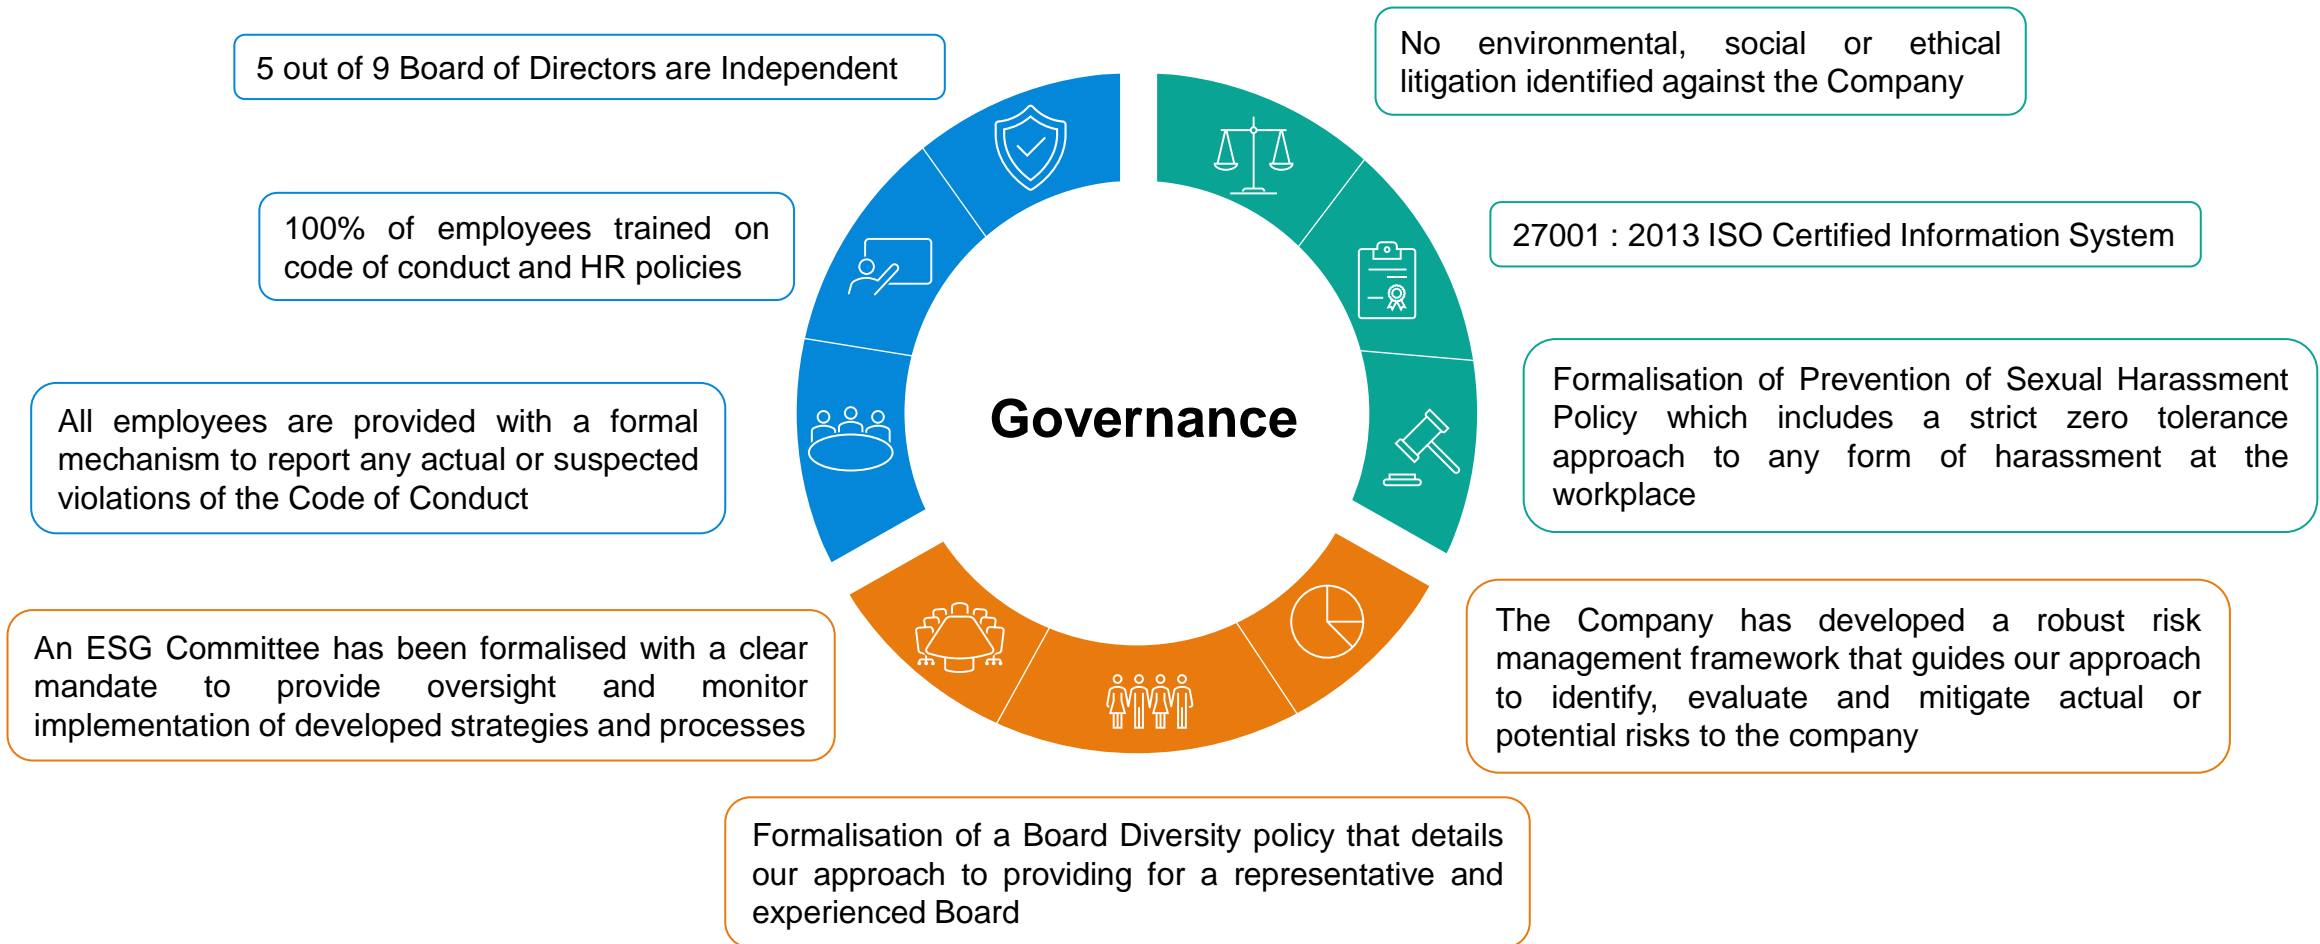 5 out of 9 Board of Directors are Independent
No environmental, social or ethical
litigation identified against the Company
100% of employees trained on
code of conduct and HR policies
27001 : 2013 ISO Certified Information System
Governance
All employees are provided with a formal
mechanism to report any actual or suspected
violations of the Code of Conduct
Formalisation of Prevention of Sexual Harassment
Policy which includes a strict zero tolerance
approach to any form of harassment at the
workplace
An ESG Committee has been formalised with a clear
mandate to provide oversight and monitor
implementation of developed strategies and processes
The Company has developed a robust risk
management framework that guides our approach
to identify, evaluate and mitigate actual or
potential risks to the company
Formalisation of a Board Diversity policy that details
our approach to providing for a representative and
experienced Board